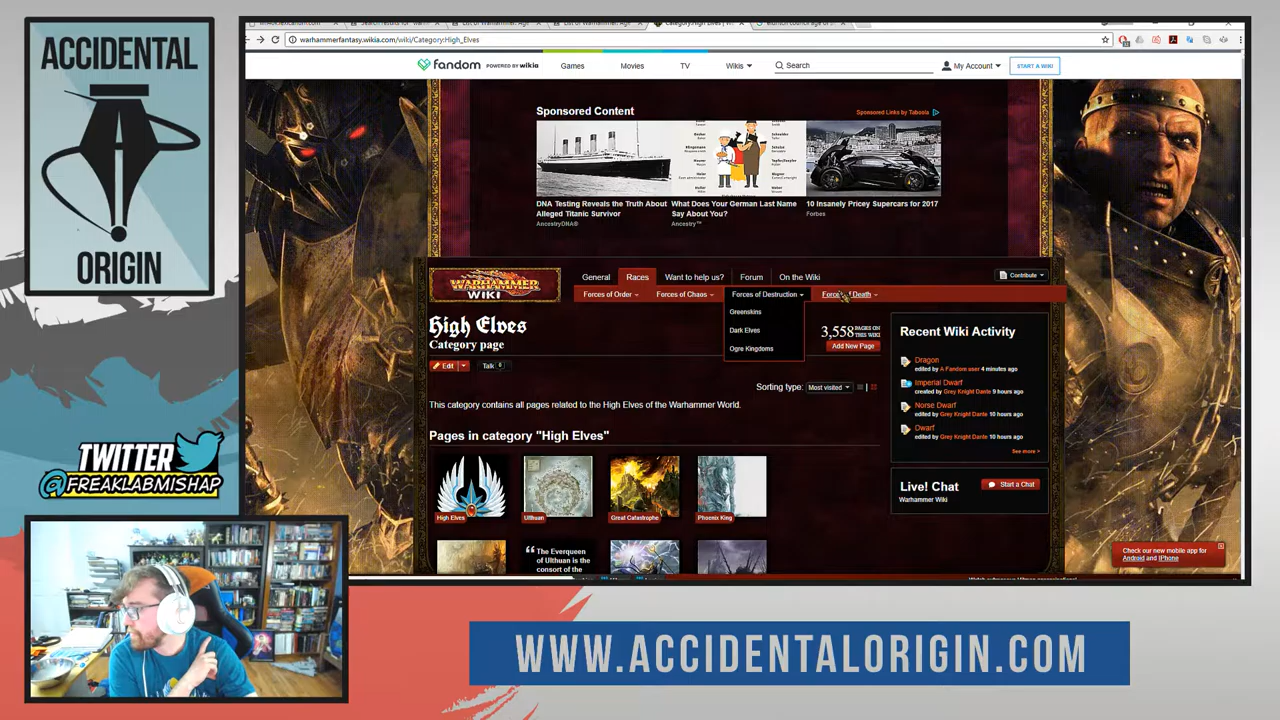 ACCIDENTAL
ORIGIN
warhammerfantasy.wikia.com/wiki/Category:High_Elves
fandom POWERED BY wikia
Games
Movies
TV
Wikis
Search
My Account
START A WIKI
Sponsored Content
Sponsored Links by Taboola
DNA Testing Reveals the Truth About
Alleged Titanic Survivor
AncestryDNA®
What Does Your German Last Name
Say About You?
Ancestry™
10 Insanely Pricey Supercars for 2017
Forbes
WARHAMMER
WIKI
General
Races
Want to help us?
Forum
On the Wiki
Contribute
Forces of Order
Forces of Chaos
Forces of Destruction
Death
Greenskins
Dark Elves
Ogre Kingdoms
High Elves
Category page
3,558 PAGES ON
THIS WIKI
Add New Page
Edit
Talk 0
Sorting type: Most visited
This category contains all pages related to the High Elves of the Warhammer World.
Pages in category "High Elves"
High Elves
Ulthuan
Great Catastrophe
Phoenix King
“ The Everqueen
of Ulthuan is the
consort of the
Recent Wiki Activity
Dragon
edited by A Fandom user 4 minutes ago
Imperial Dwarf
created by Grey Knight Dante 9 hours ago
Norse Dwarf
edited by Grey Knight Dante 10 hours ago
Dwarf
edited by Grey Knight Dante 10 hours ago
See more >
Live! Chat
Warhammer Wiki
Start a Chat
Check our new mobile app for
Android and iPhone
TWITTER
@FREAKLABMISHAP
WWW.ACCIDENTALORIGIN.COM